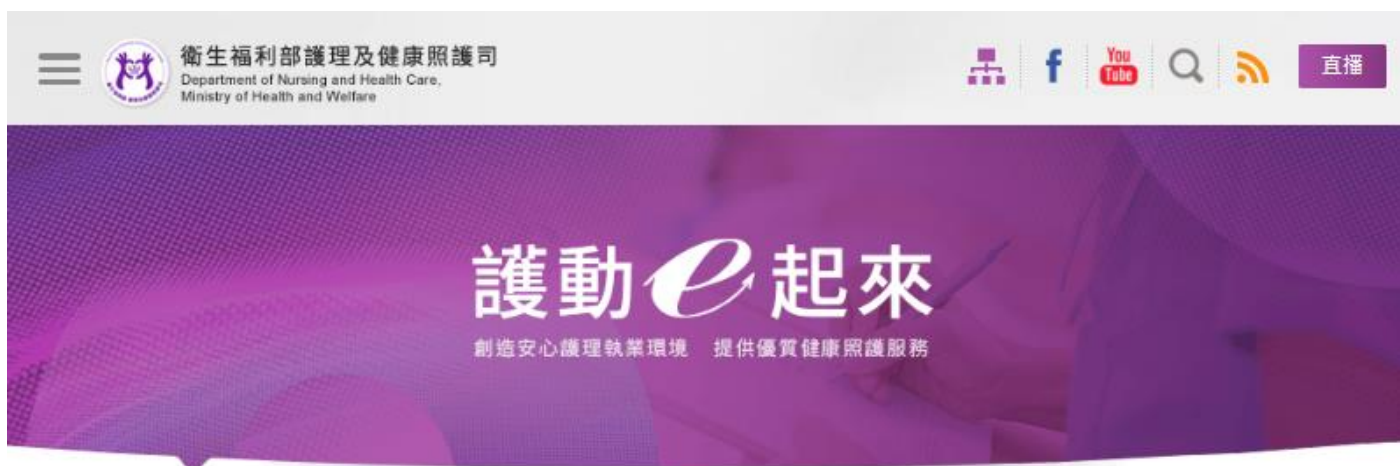 衛生福利部護理及健康照護司
Department of Nursing and Health Care,
Ministry of Health and Welfare
f
You
Tube
直播
護動e起來
創造安心護理執業環境 提供優質健康照護服務